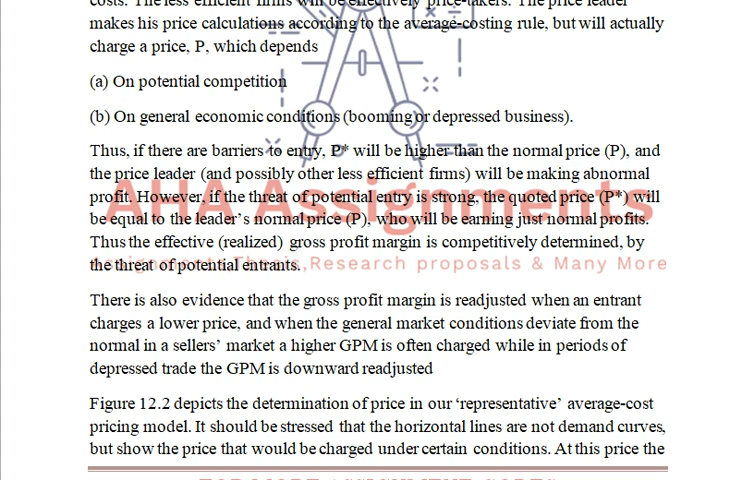 costs. The less efficient firms will be effectively price-takers. The price leader
makes his price calculations according to the average-costing rule, but will actually
charge a price, P, which depends
(a) On potential competition
(b) On general economic conditions (booming or depressed business).
Thus, if there are barriers to entry, P* will be higher than the normal price (P), and
the price leader (and possibly other less efficient firms) will be making abnormal
profit. However, if the threat of potential entry is strong, the quoted price (P*) will
AHA Assignments
be equal to the leader's normal price (P), who will be earning just normal profits.
Thus the effective (realized) gross profit margin is competitively determined, by
the threat of potential entrants.
Assignments, Thesis, Research proposals & Many More
There is also evidence that the gross profit margin is readjusted when an entrant
charges a lower price, and when the general market conditions deviate from the
normal in a sellers' market a higher GPM is often charged while in periods of
depressed trade the GPM is downward readjusted
Figure 12.2 depicts the determination of price in our 'representative' average-cost
pricing model. It should be stressed that the horizontal lines are not demand curves,
but show the price that would be charged under certain conditions. At this price the